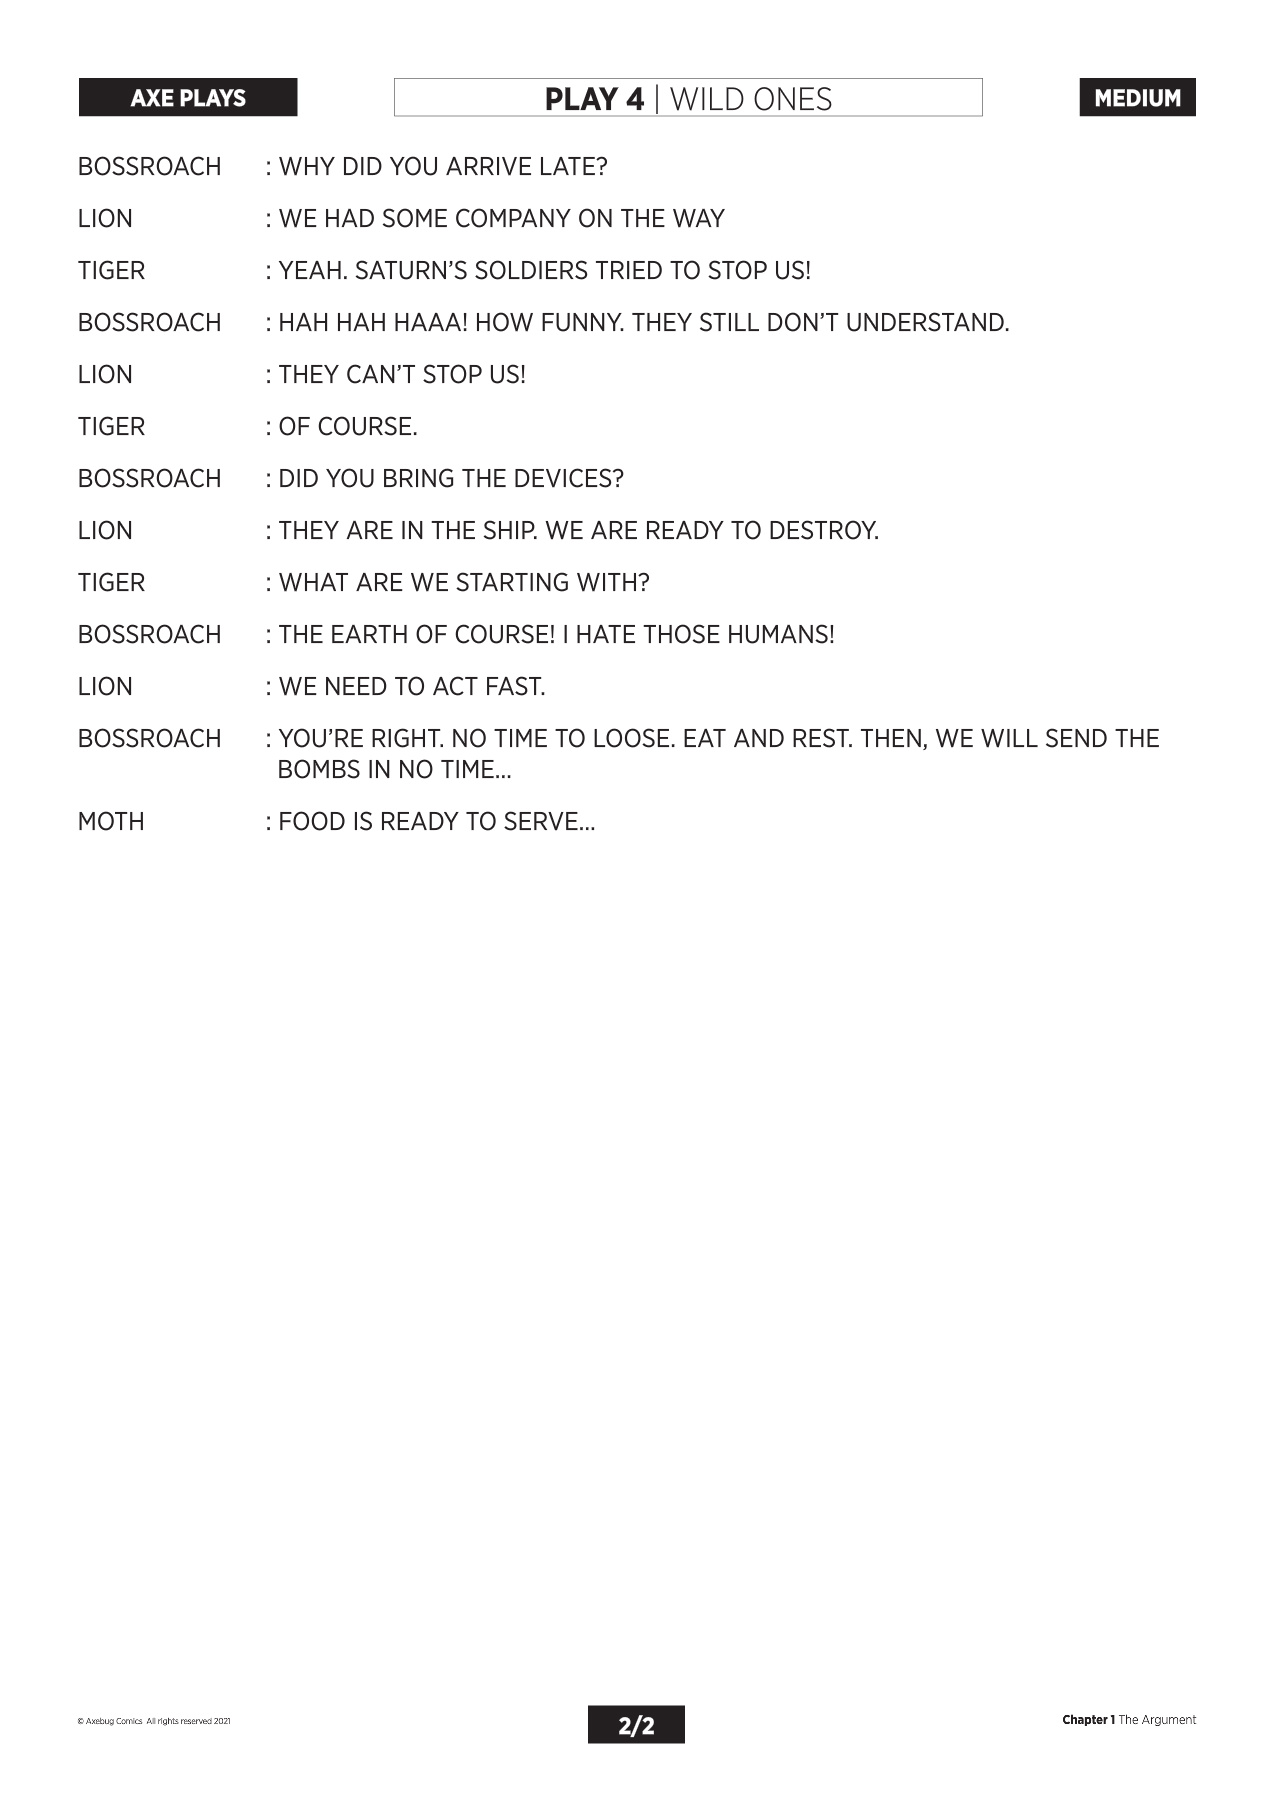 AXE PLAYS
PLAY 4 | WILD ONES
MEDIUM
BOSSROACH : WHY DID YOU ARRIVE LATE?
LION : WE HAD SOME COMPANY ON THE WAY
TIGER : YEAH. SATURN’S SOLDIERS TRIED TO STOP US!
BOSSROACH : HAH HAH HAAA! HOW FUNNY. THEY STILL DON’T UNDERSTAND.
LION : THEY CAN’T STOP US!
TIGER : OF COURSE.
BOSSROACH : DID YOU BRING THE DEVICES?
LION : THEY ARE IN THE SHIP. WE ARE READY TO DESTROY.
TIGER : WHAT ARE WE STARTING WITH?
BOSSROACH : THE EARTH OF COURSE! I HATE THOSE HUMANS!
LION : WE NEED TO ACT FAST.
BOSSROACH : YOU’RE RIGHT. NO TIME TO LOOSE. EAT AND REST. THEN, WE WILL SEND THE
BOMBS IN NO TIME...
MOTH : FOOD IS READY TO SERVE...
© Axebug Comics All rights reserved 2021
2/2
Chapter 1 The Argument